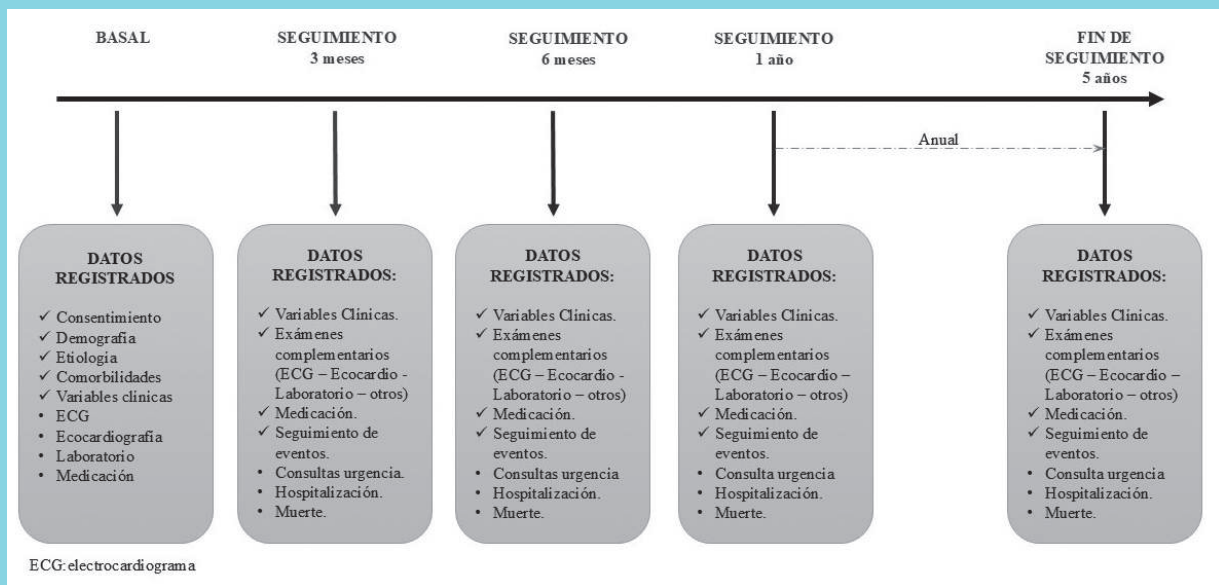 BASAL
SEGUIMIENTO
3 meses
SEGUIMIENTO
6 meses
SEGUIMIENTO
1 año
FIN DE
SEGUIMIENTO
5 años
Anual
DATOS
REGISTRADOS
✓ Consentimiento
✓ Demografía
✓ Etiologia
✓ Comorbilidades
✓ Variables clínicas
• ECG
• Ecocardiografía
• Laboratorio
• Medicación
DATOS
REGISTRADOS:
✓ Variables Clínicas.
✓ Exámenes
complementarios
(ECG – Ecocardio -
Laboratorio – otros)
✓ Medicación.
✓ Seguimiento de
eventos.
• Consultas urgencia.
• Hospitalización.
• Muerte.
DATOS
REGISTRADOS:
✓ Variables Clínicas.
✓ Exámenes
complementarios
(ECG – Ecocardio -
Laboratorio – otros)
✓ Medicación.
✓ Seguimiento de
eventos.
• Consultas urgencia
• Hospitalización.
• Muerte.
DATOS
REGISTRADOS:
✓ Variables Clínicas.
✓ Exámenes
complementarios
(ECG – Ecocardio –
Laboratorio – otros)
✓ Medicación.
✓ Seguimiento de
eventos.
• Consulta urgencia
• Hospitalización.
• Muerte.
DATOS
REGISTRADOS:
✓ Variables Clínicas.
✓ Exámenes
complementarios
(ECG – Ecocardio –
Laboratorio – otros)
✓ Medicación.
✓ Seguimiento de
eventos.
• Consulta urgencia
• Hospitalización.
• Muerte.
ECG:electrocardiograma